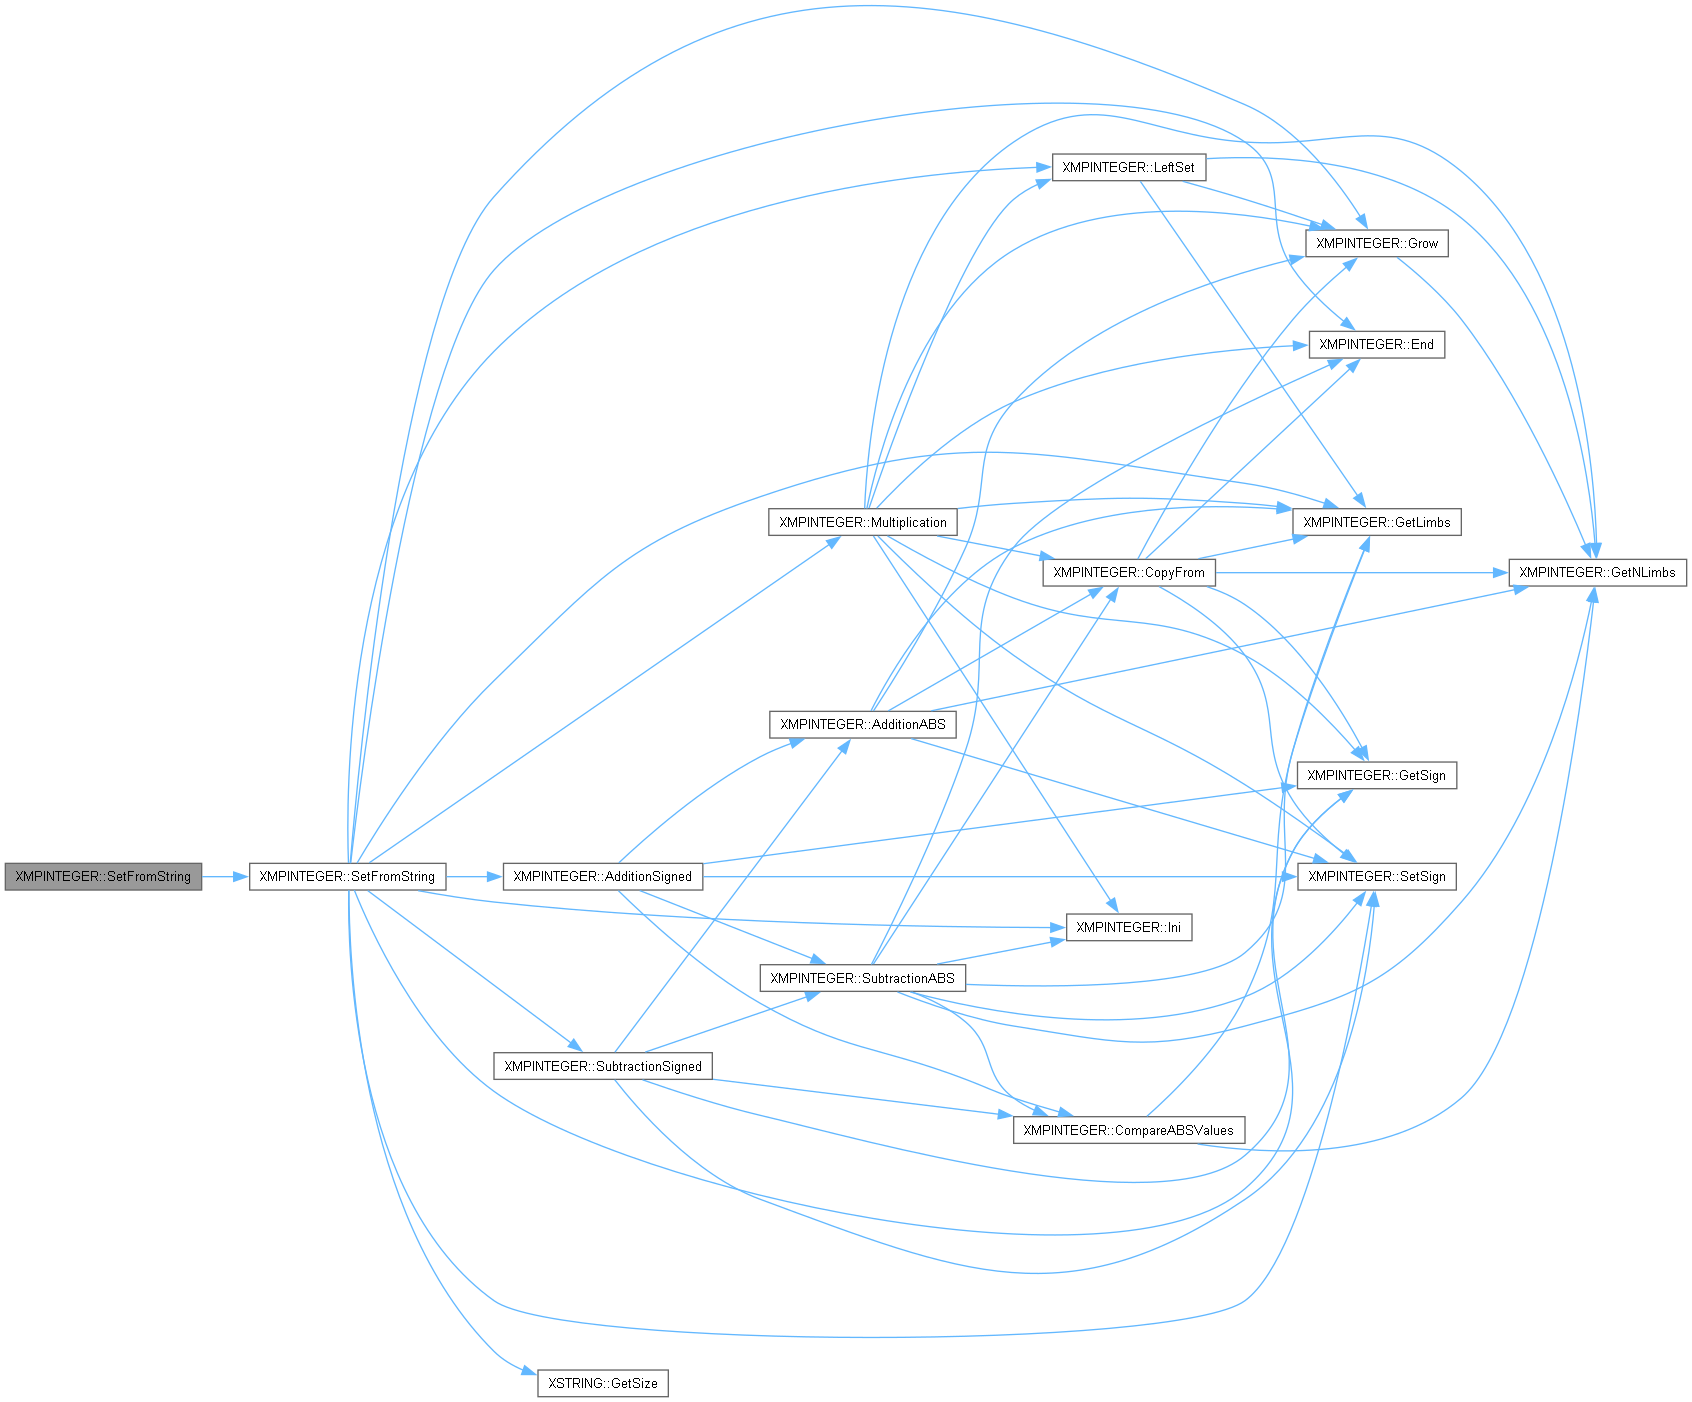 XMPINTEGER::LeftSet
XMPINTEGER::Grow
XMPINTEGER::End
XMPINTEGER::Multiplication
XMPINTEGER::GetLimbs
XMPINTEGER::CopyFrom
XMPINTEGER::GetNLimbs
XMPINTEGER::AdditionABS
XMPINTEGER::GetSign
XMPINTEGER::SetFromString
XMPINTEGER::SetFromString
XMPINTEGER::AdditionSigned
XMPINTEGER::SetSign
XMPINTEGER::Ini
XMPINTEGER::SubtractionABS
XMPINTEGER::SubtractionSigned
XMPINTEGER::CompareABSValues
XSTRING::GetSize